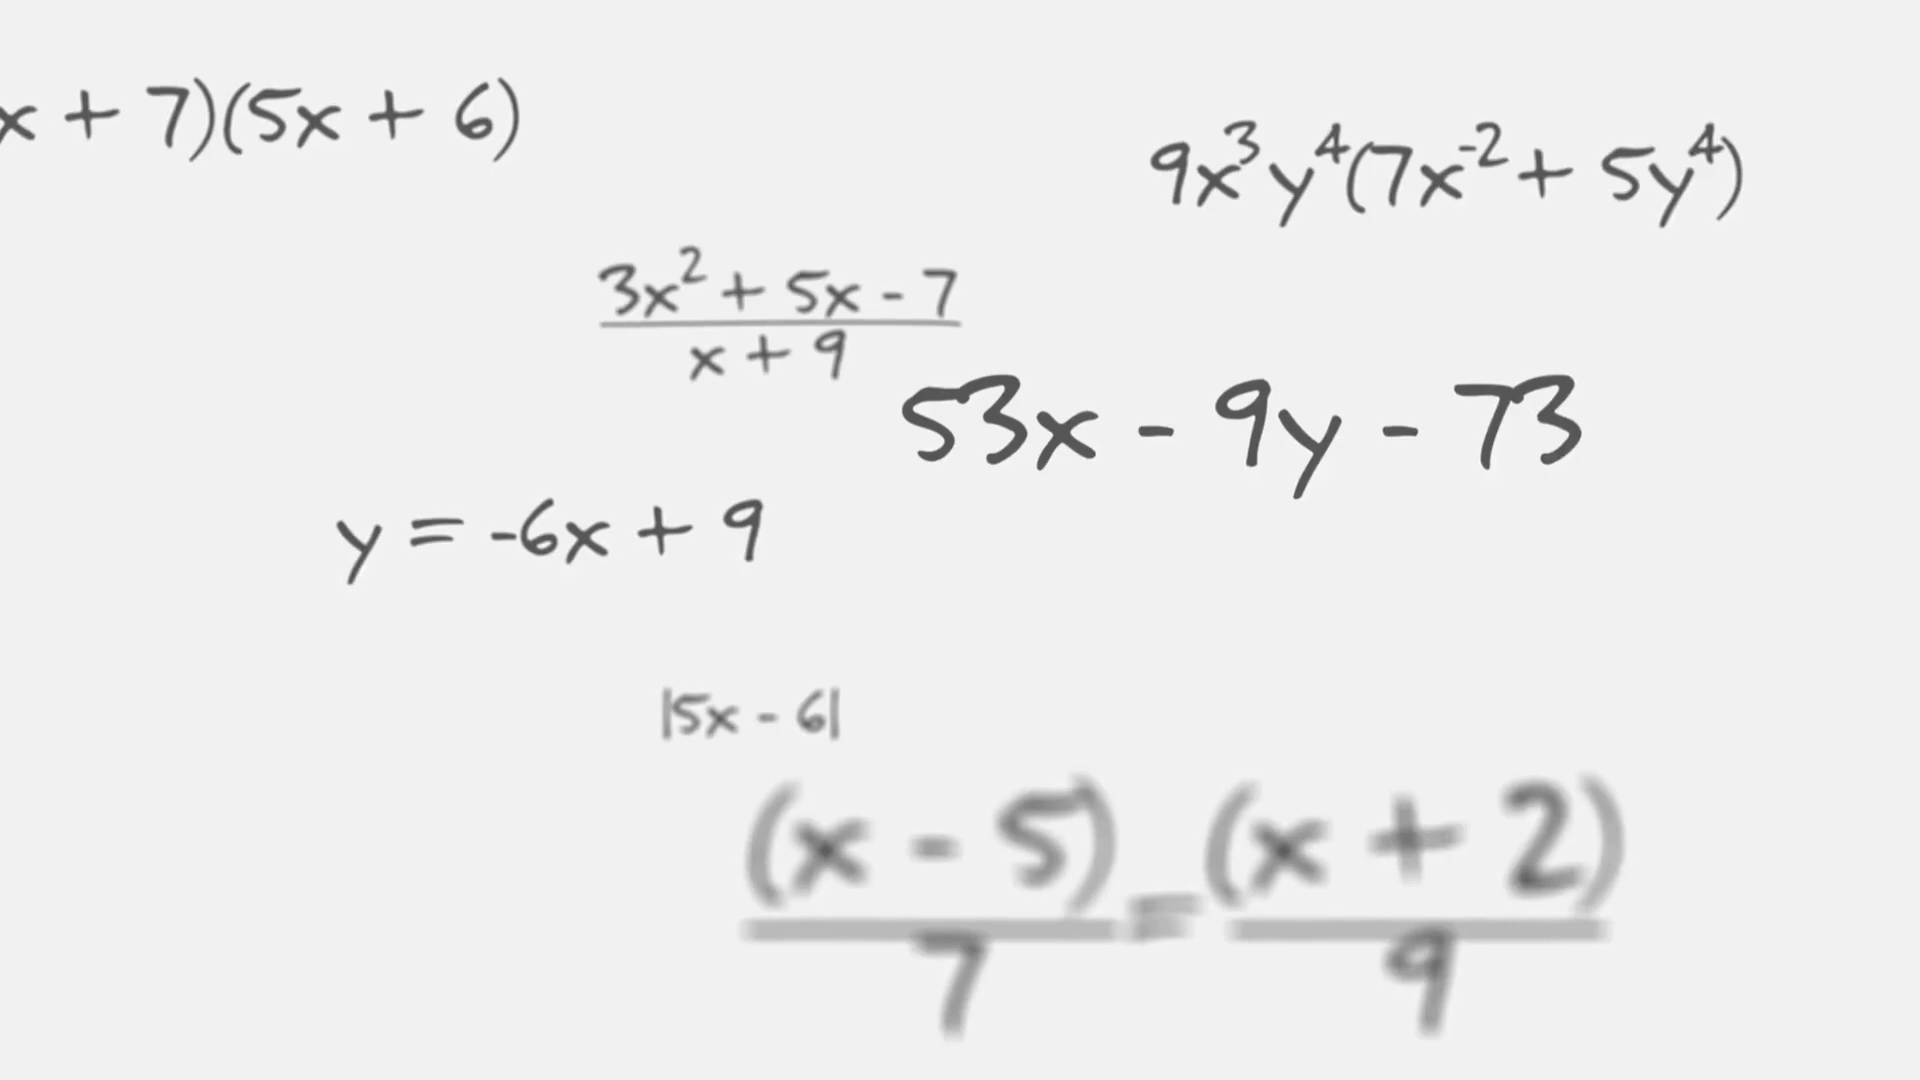 x + 7)(5x + 6)
9x³y⁴(7x⁻² + 5y⁴)
3x² + 5x - 7
x + 9
53x - 9y - 73
y = -6x + 9
|5x - 6|
(x - 5) = (x + 2)
7 9